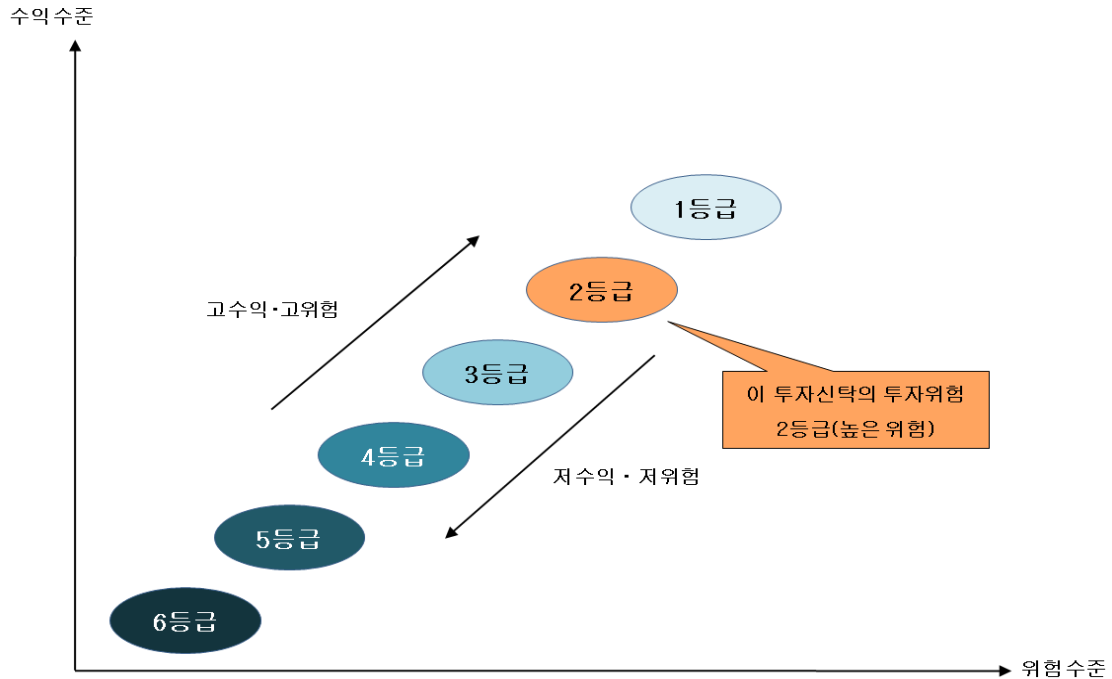 수익수준
1등급
2등급
고수익·고위험
3등급
이 투자신탁의 투자위험
2등급(높은 위험)
4등급
저수익 · 저위험
5등급
6등급
위험수준